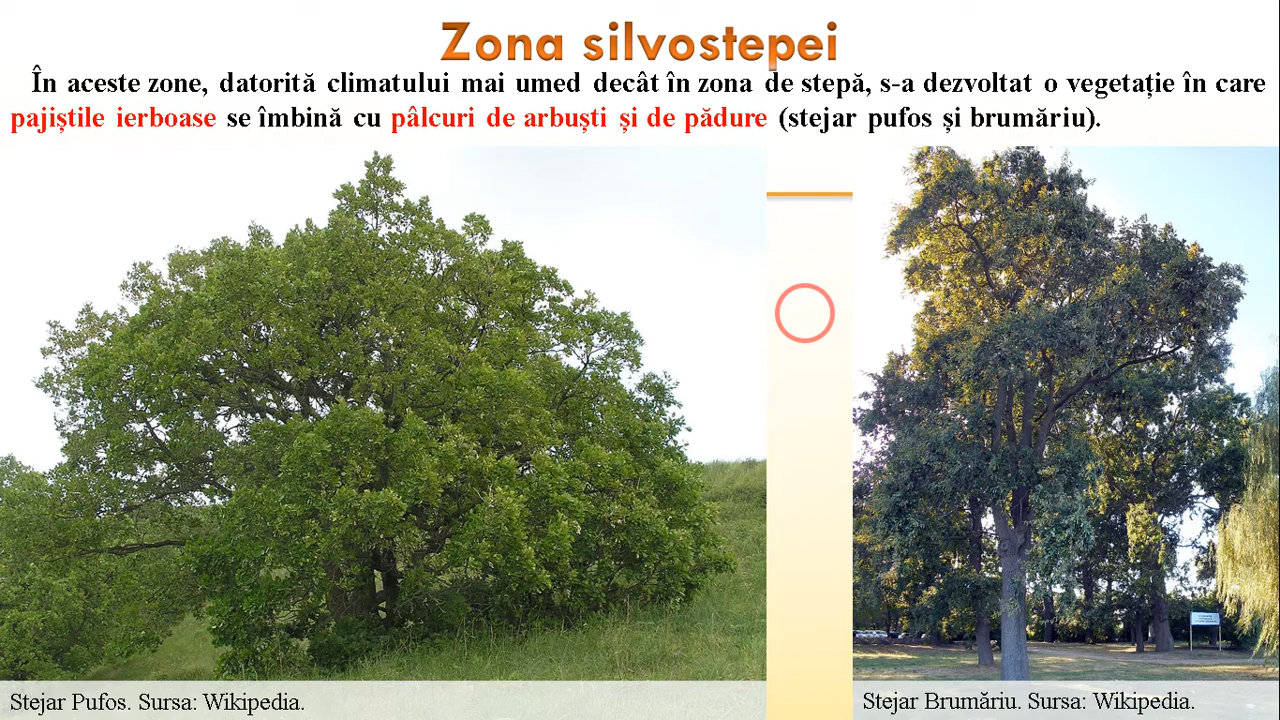 Zona silvostepei
În aceste zone, datorită climatului mai umed decât în zona de stepă, s-a dezvoltat o vegetație în care
pajiștile ierboase se îmbină cu pâlcuri de arbuști și de pădure (stejar pufos și brumăriu).
Stejar Pufos. Sursa: Wikipedia.
Stejar Brumăriu. Sursa: Wikipedia.